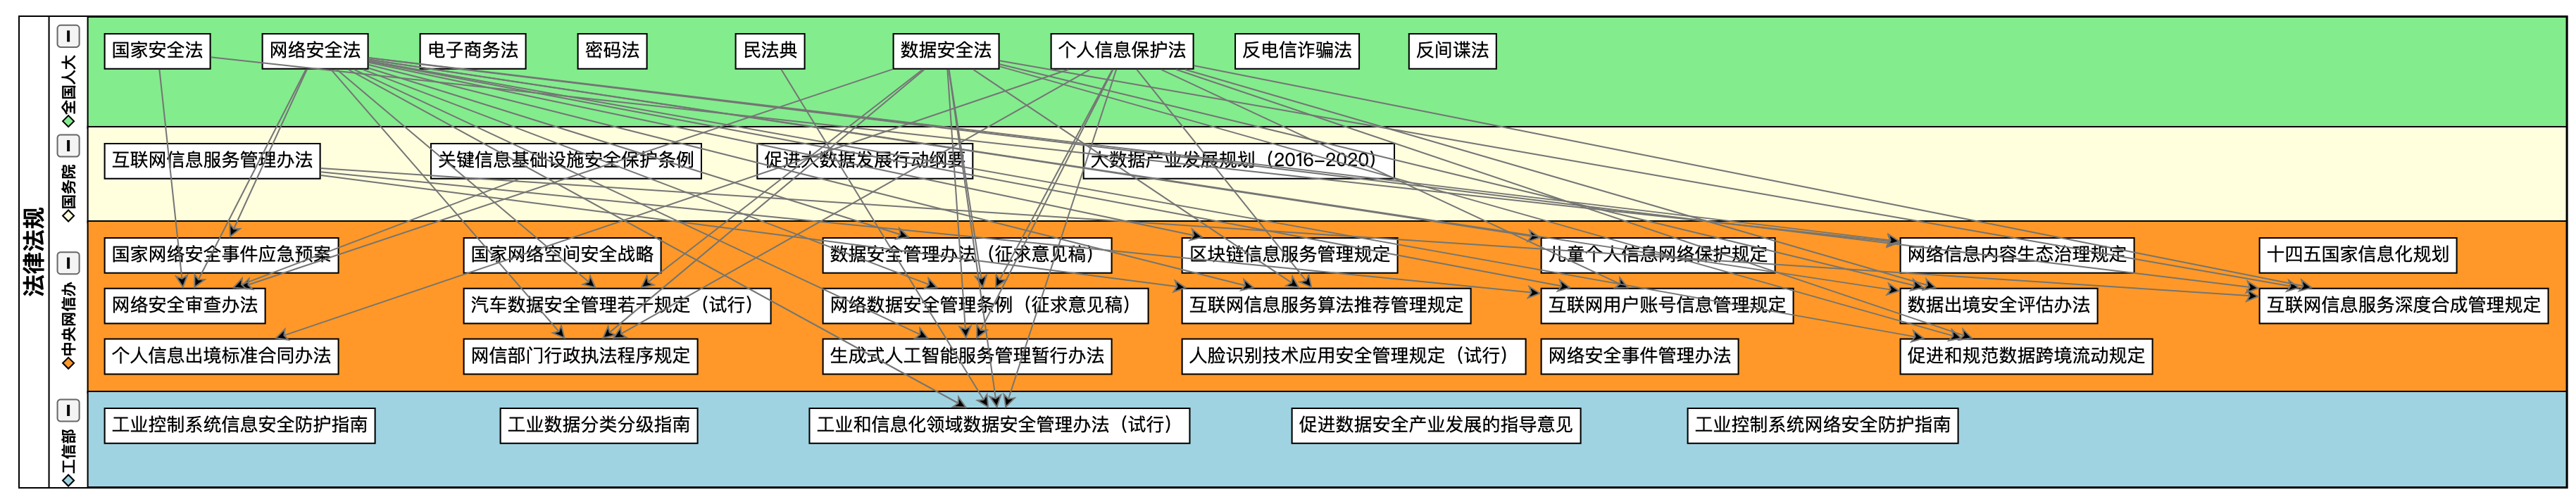 法律法规
◆全国人大
国家安全法
网络安全法
电子商务法
密码法
民法典
数据安全法
个人信息保护法
反电信诈骗法
反间谍法
◇国务院
互联网信息服务管理办法
关键信息基础设施安全保护条例
促进大数据发展行动纲要
大数据产业发展规划（2016–2020）
◆中央网信办
国家网络安全事件应急预案
国家网络空间安全战略
数据安全管理办法（征求意见稿）
区块链信息服务管理规定
儿童个人信息网络保护规定
网络信息内容生态治理规定
十四五国家信息化规划
网络安全审查办法
汽车数据安全管理若干规定（试行）
网络数据安全管理条例（征求意见稿）
互联网信息服务算法推荐管理规定
互联网用户账号信息管理规定
数据出境安全评估办法
互联网信息服务深度合成管理规定
个人信息出境标准合同办法
网信部门行政执法程序规定
生成式人工智能服务管理暂行办法
人脸识别技术应用安全管理规定（试行）
网络安全事件管理办法
促进和规范数据跨境流动规定
◆工信部
工业控制系统信息安全防护指南
工业数据分类分级指南
工业和信息化领域数据安全管理办法（试行）
促进数据安全产业发展的指导意见
工业控制系统网络安全防护指南